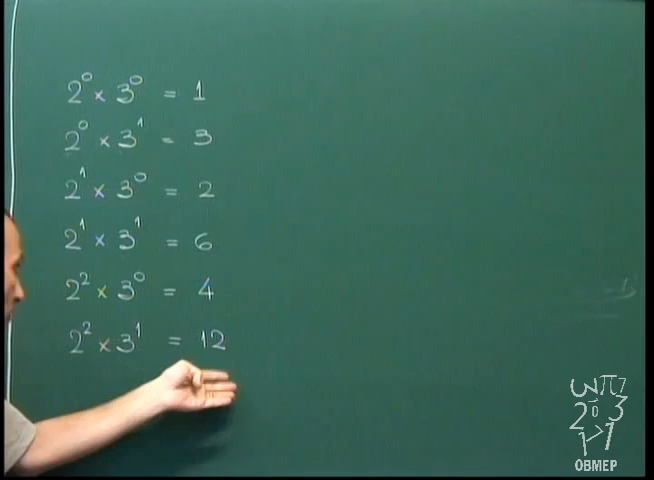 2⁰ × 3⁰ = 1
2⁰ × 3¹ = 3
2¹ × 3⁰ = 2
2¹ × 3¹ = 6
2² × 3⁰ = 4
2² × 3¹ = 12
OBMEP